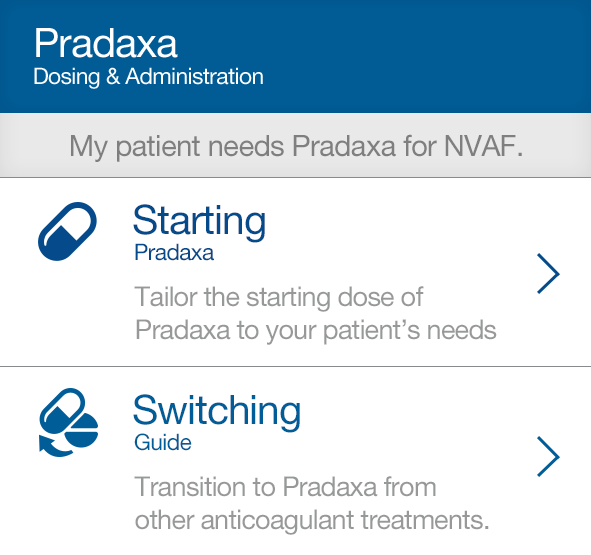 Pradaxa
Dosing & Administration
My patient needs Pradaxa for NVAF.
Starting
Pradaxa
Tailor the starting dose of
Pradaxa to your patient’s needs
Switching
Guide
Transition to Pradaxa from
other anticoagulant treatments.